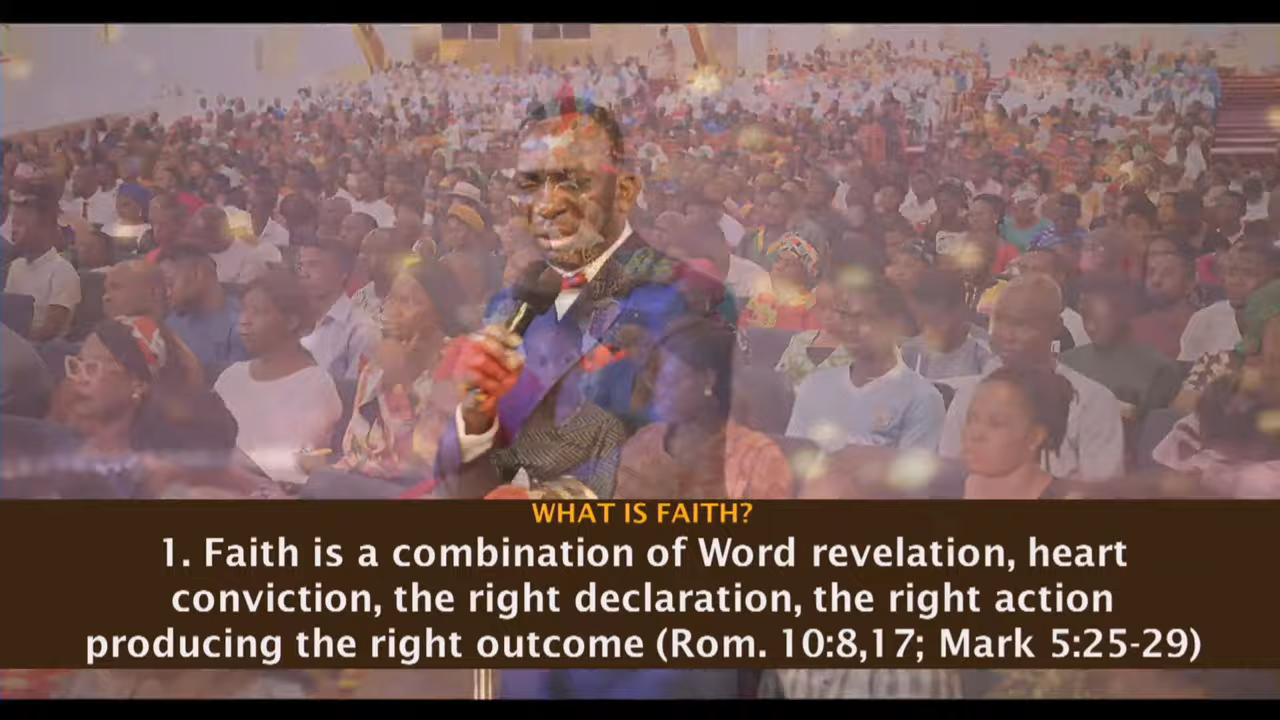 WHAT IS FAITH?
1. Faith is a combination of Word revelation, heart
conviction, the right declaration, the right action
producing the right outcome (Rom. 10:8,17; Mark 5:25-29)